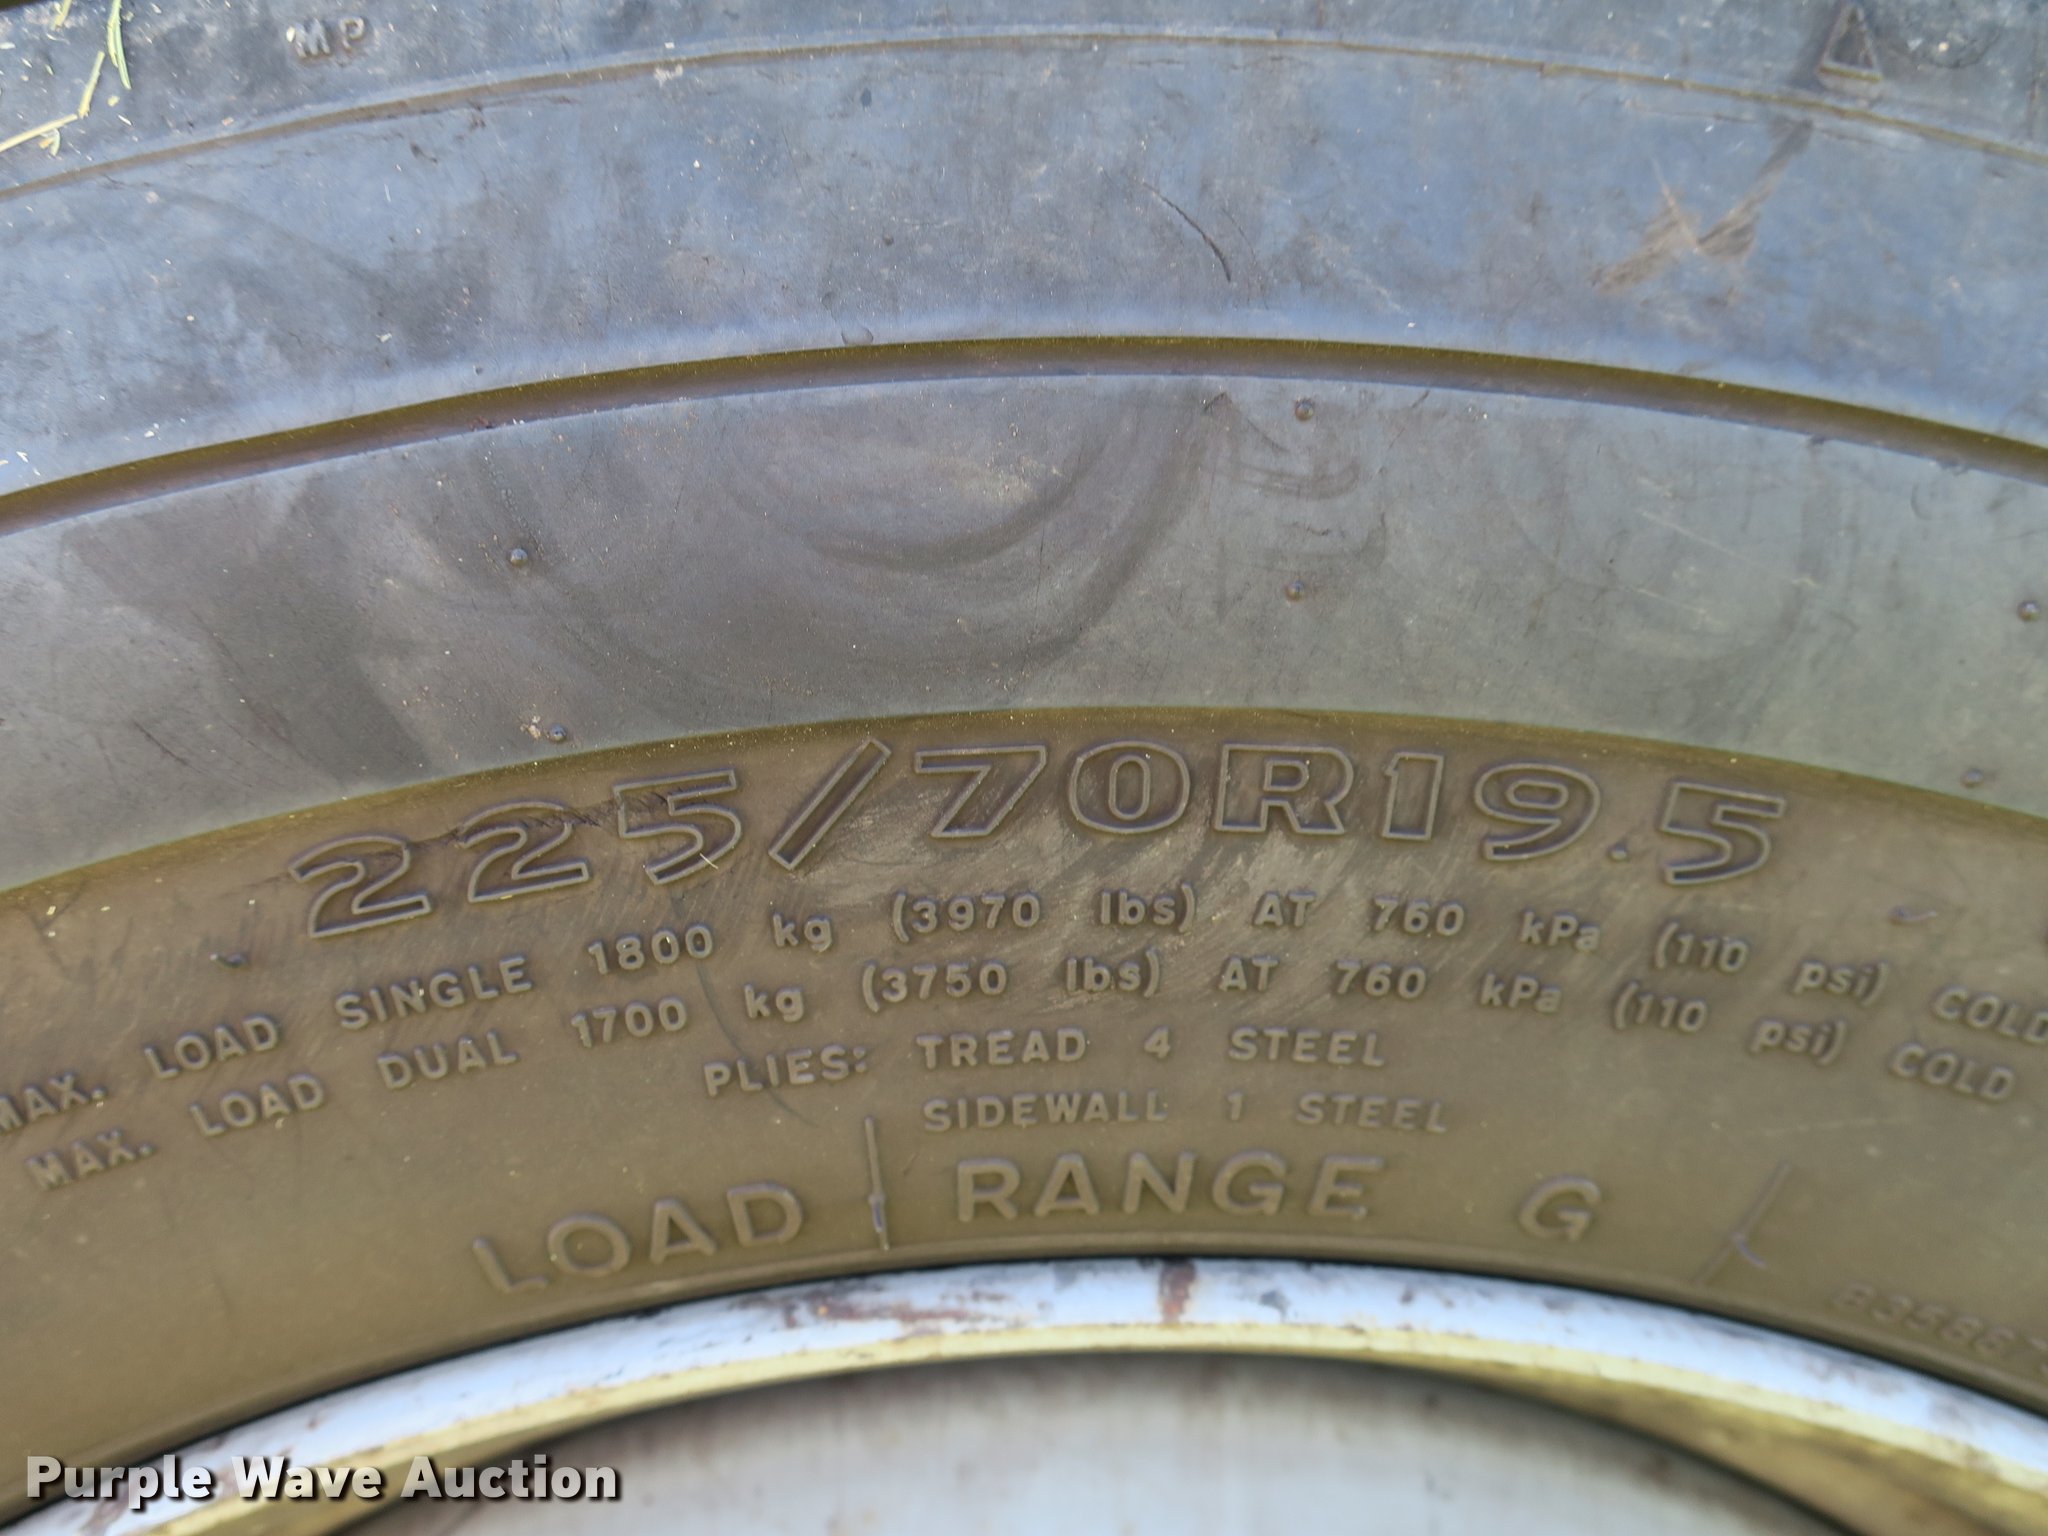 MP
225/70R19.5
MAX. LOAD SINGLE 1800 kg (3970 lbs) AT 760 kPa (110 psi) COLD
MAX. LOAD DUAL 1700 kg (3750 lbs) AT 760 kPa (110 psi) COLD
PLIES: TREAD 4 STEEL
SIDEWALL 1 STEEL
LOAD RANGE G
Purple Wave Auction